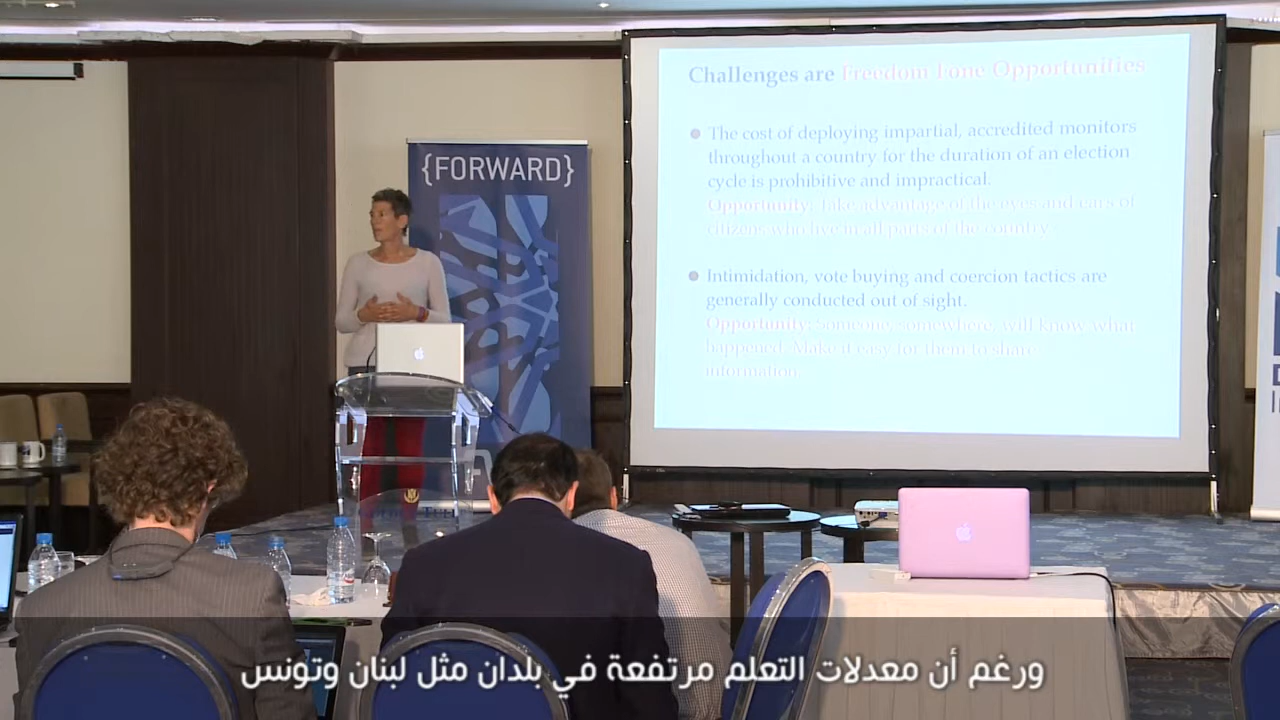 {FORWARD}
Challenges are Freedom Fone Opportunities
The cost of deploying impartial, accredited monitors
throughout a country for the duration of an election
cycle is prohibitive and impractical.
Opportunity: Take advantage of the eyes and ears of
citizens who live in all parts of the country.
Intimidation, vote buying and coercion tactics are
generally conducted out of sight.
Opportunity: Someone, somewhere, will know what
happened. Make it easy for them to share
information.
ورغم أن معدلات التعلم مرتفعة في بلدان مثل لبنان وتونس